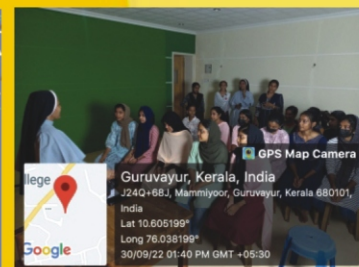 GPS Map Camera
llege
Google
Guruvayur, Kerala, India
J24Q+68J, Mammiyoor, Guruvayur, Kerala 680101,
India
Lat 10.605199°
Long 76.038199°
30/09/22 01:40 PM GMT +05:30